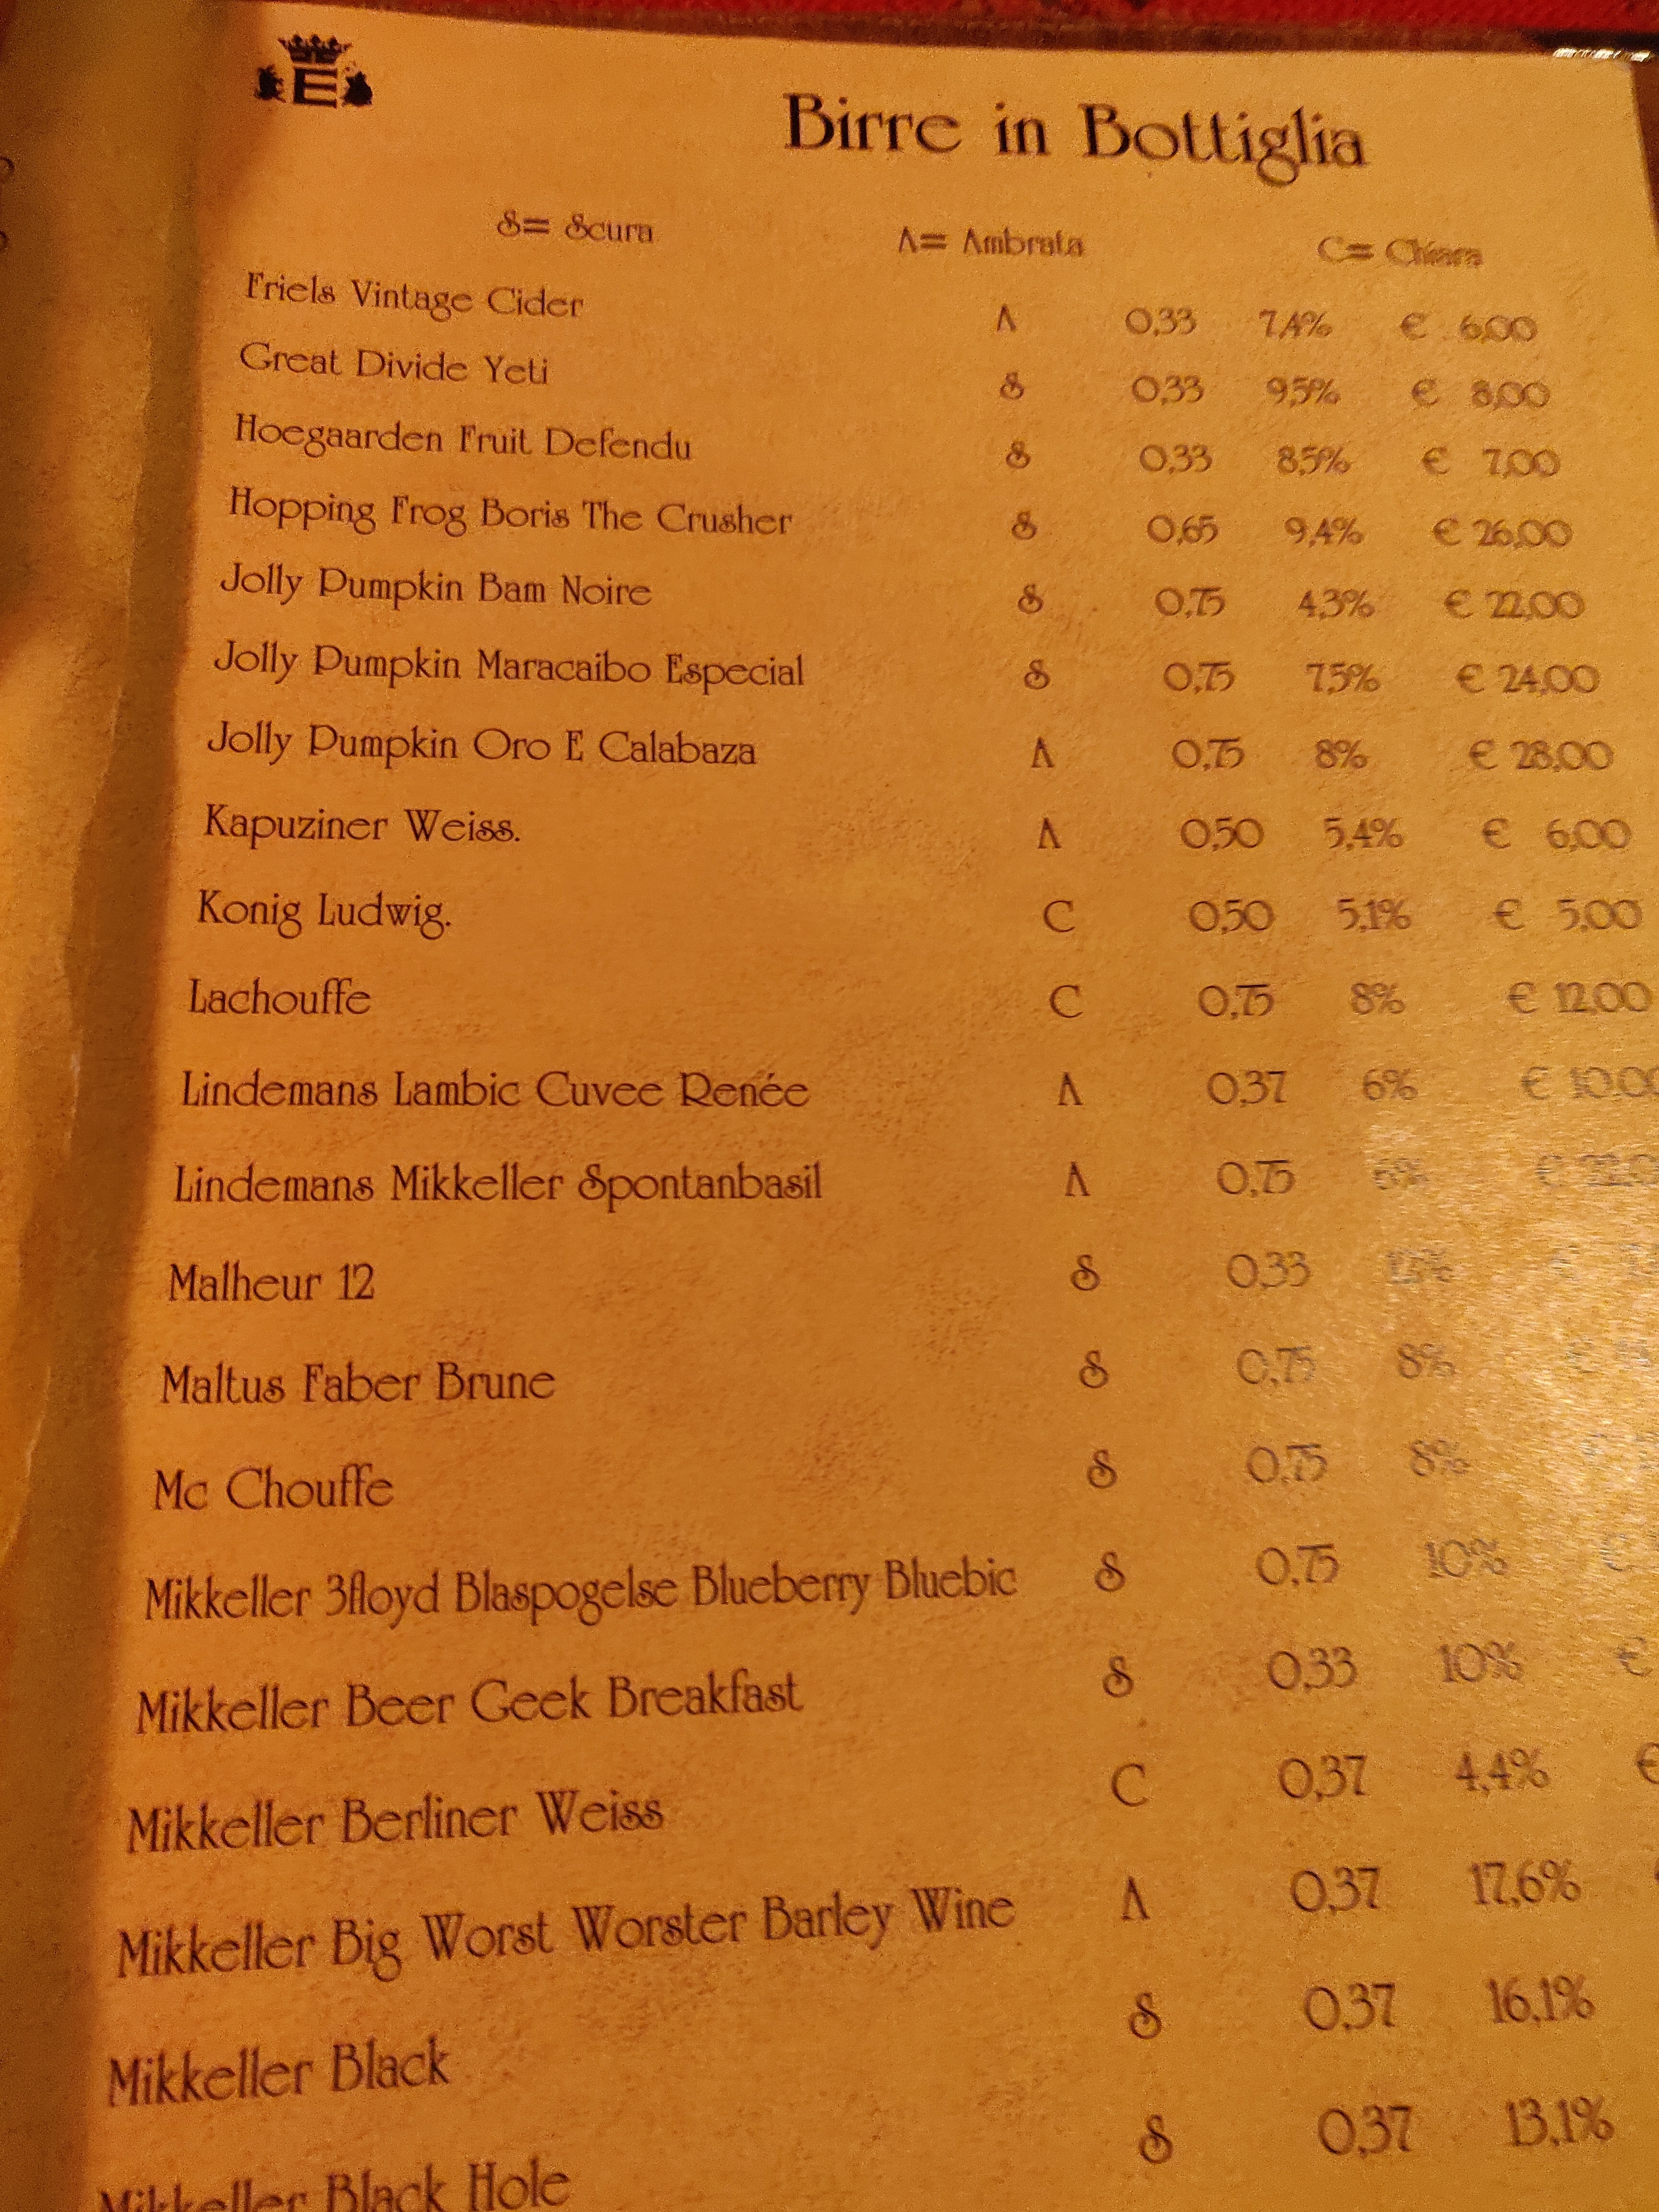 E
Birre in Bottiglia
S= Scura A= Ambrata C= Chiara
Friels Vintage Cider A 0,33 7,4% € 6,00
Great Divide Yeti S 0,33 9,5% € 8,00
Hoegaarden Fruit Defendu S 0,33 8,5% € 7,00
Hopping Frog Boris The Crusher S 0,65 9,4% € 26,00
Jolly Pumpkin Bam Noire S 0,75 4,3% € 22,00
Jolly Pumpkin Maracaibo Especial S 0,75 7,5% € 24,00
Jolly Pumpkin Oro E Calabaza A 0,75 8% € 28,00
Kapuziner Weiss. A 0,50 5,4% € 6,00
Konig Ludwig. C 0,50 5,1% € 5,00
Lachouffe C 0,75 8% € 12,00
Lindemans Lambic Cuvee Renée A 0,37 6% € 10,00
Lindemans Mikkeller Spontanbasil A 0,75 €
Malheur 12 S 0,33
Maltus Faber Brune S 0,75 8% €
Mc Chouffe S 0,75 8%
Mikkeller 3floyd Blaspogelse Blueberry Bluebic S 0,75 10% €
Mikkeller Beer Geek Breakfast S 0,33 10% €
Mikkeller Berliner Weiss C 0,37 4,4% €
Mikkeller Big Worst Worster Barley Wine A 0,37 17,6%
Mikkeller Black S 0,37 16,1%
Mikkeller Black Hole S 0,37 13,1%